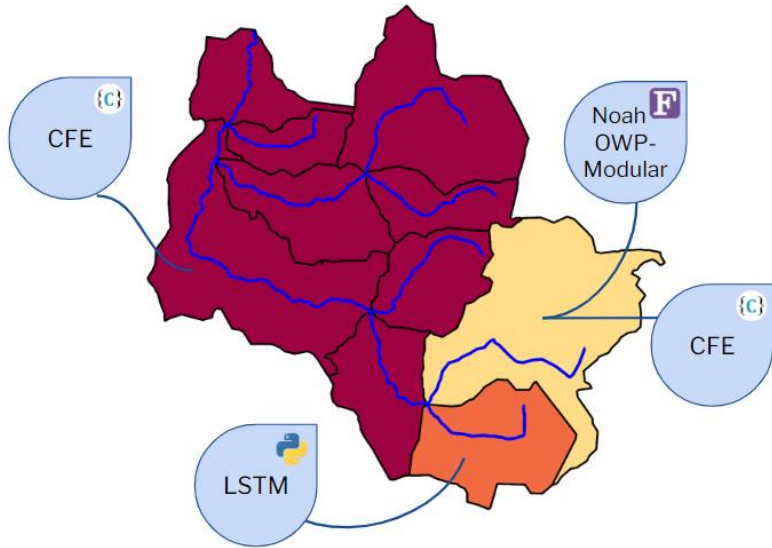 CFE
{C}
Noah
OWP-
Modular
F
CFE
{C}
LSTM